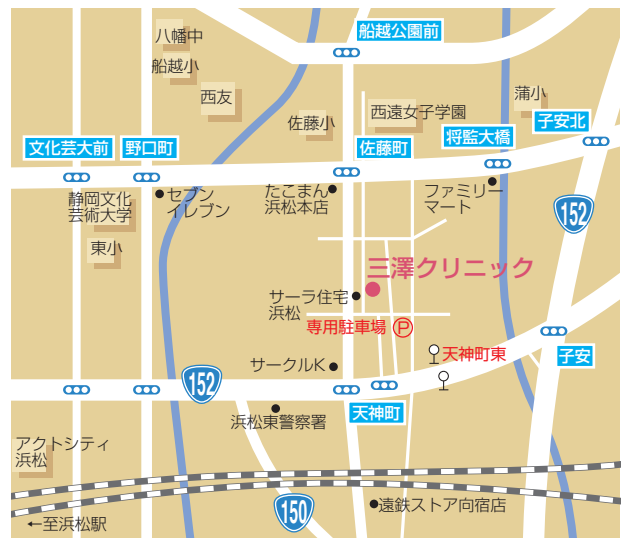 船越公園前
八幡中
船越小
西友
佐藤小
西遠女子学園
蒲小
子安北
文化芸大前
野口町
佐藤町
将監大橋
静岡文化
芸術大学
セブン
イレブン
たこまん
浜松本店
ファミリー
マート
152
東小
三澤クリニック
サーラ住宅
浜松
専用駐車場 P
天神町東
子安
サークルK
152
天神町
浜松東警察署
アクトシティ
浜松
150
遠鉄ストア向宿店
←至浜松駅